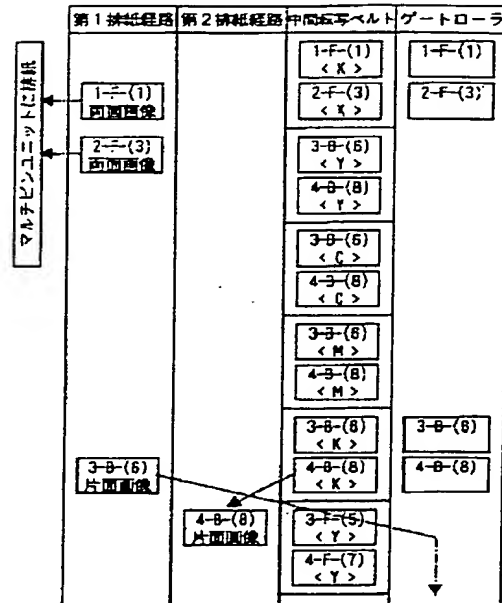 第1排紙経路 第2排紙経路 中間転写ベルト ゲートローラ
マルチビンユニットに排紙
1-F-(1)
<K>
1-F-(1)
1-F-(1)
両面画像
2-F-(3)
<K>
2-F-(3)
2-F-(3)
両面画像
3-B-(6)
<Y>
4-B-(8)
<Y>
3-B-(6)
<C>
4-B-(8)
<C>
3-B-(6)
<M>
4-B-(8)
<M>
3-B-(6)
<K>
3-B-(6)
3-B-(6)
片面画像
4-B-(8)
<K>
4-B-(8)
4-B-(8)
片面画像
3-F-(5)
<Y>
4-F-(7)
<Y>